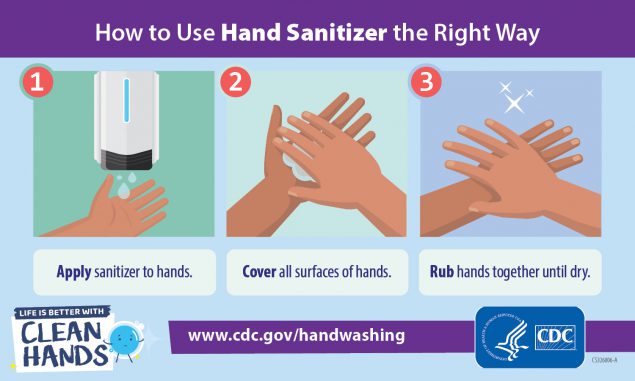 How to Use Hand Sanitizer the Right Way
1
2
3
Apply sanitizer to hands.
Cover all surfaces of hands.
Rub hands together until dry.
LIFE IS BETTER WITH
CLEAN
HANDS
www.cdc.gov/handwashing
CDC
CS326806-A